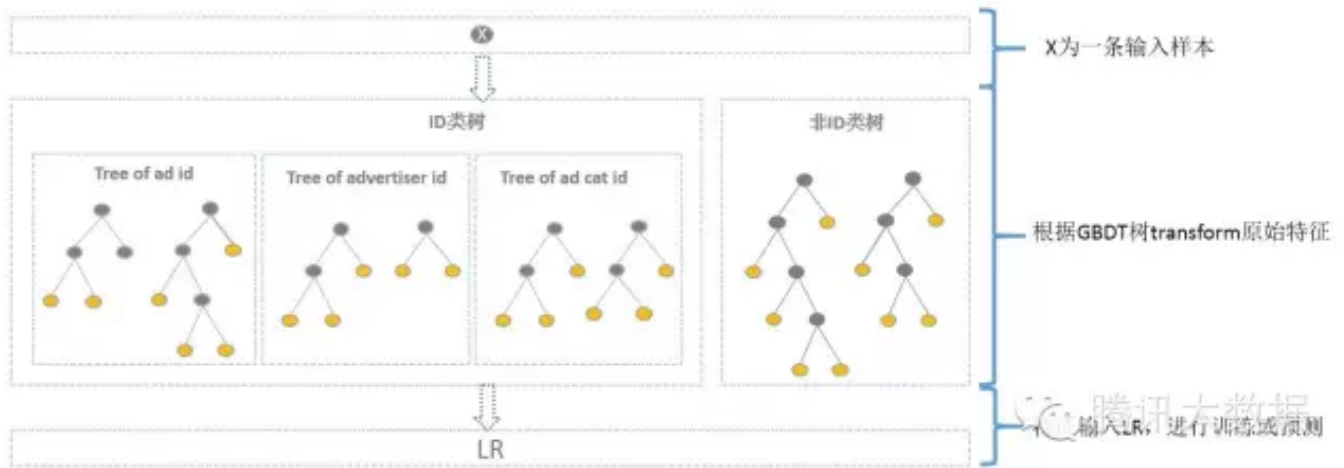 X
X为一条输入样本
ID类树
非ID类树
Tree of ad id
Tree of advertiser id
Tree of ad cat id
根据GBDT树transform原始特征
腾讯大数据
输入LR，进行训练或预测
LR